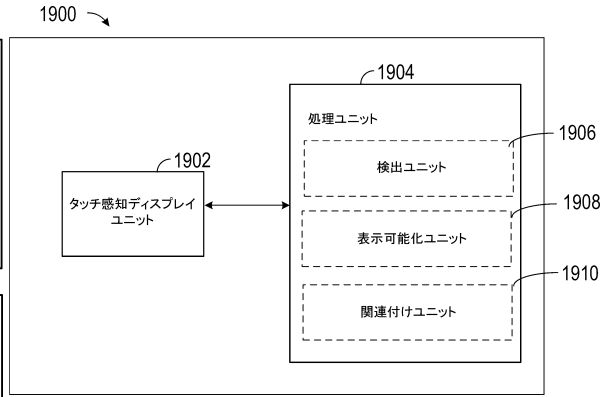 1900
1904
処理ユニット
1906
検出ユニット
1902
タッチ感知ディスプレイ
ユニット
1908
表示可能化ユニット
1910
関連付けユニット